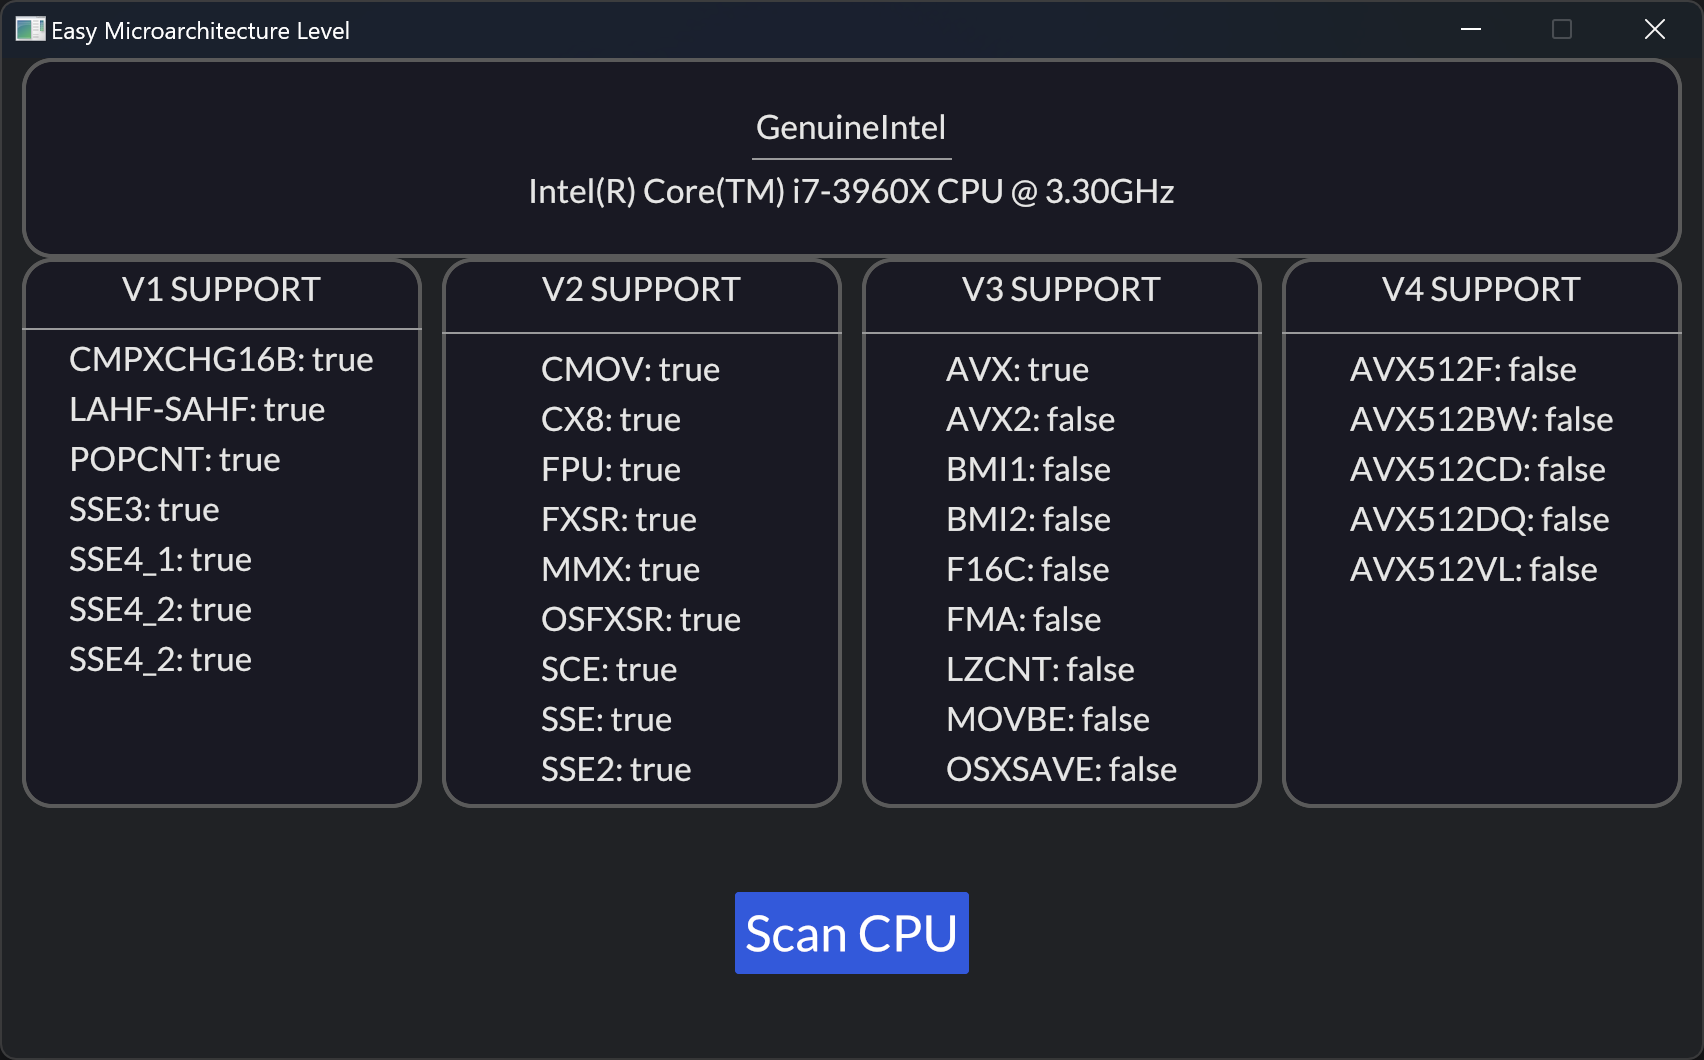 Easy Microarchitecture Level
GenuineIntel
Intel(R) Core(TM) i7-3960X CPU @ 3.30GHz
V1 SUPPORT
CMPXCHG16B: true
LAHF-SAHF: true
POPCNT: true
SSE3: true
SSE4_1: true
SSE4_2: true
SSE4_2: true
V2 SUPPORT
CMOV: true
CX8: true
FPU: true
FXSR: true
MMX: true
OSFXSR: true
SCE: true
SSE: true
SSE2: true
V3 SUPPORT
AVX: true
AVX2: false
BMI1: false
BMI2: false
F16C: false
FMA: false
LZCNT: false
MOVBE: false
OSXSAVE: false
V4 SUPPORT
AVX512F: false
AVX512BW: false
AVX512CD: false
AVX512DQ: false
AVX512VL: false
Scan CPU